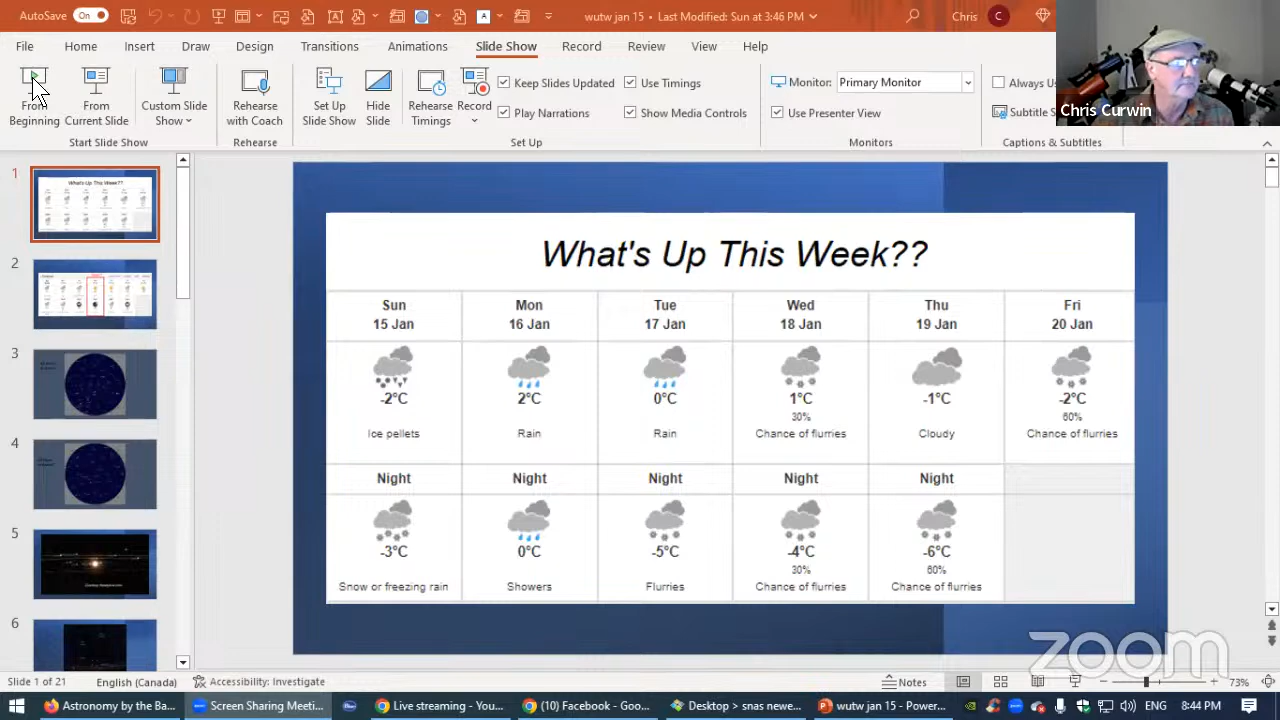 AutoSave On
wutw jan 15 • Last Modified: Sun at 3:46 PM
Chris C
File Home Insert Draw Design Transitions Animations Slide Show Record Review View Help
From Beginning
From Current Slide
Custom Slide Show
Rehearse with Coach
Set Up Slide Show
Hide Slide
Rehearse Timings
Record
Keep Slides Updated
Use Timings
Play Narrations
Show Media Controls
Monitor: Primary Monitor
Use Presenter View
Always Us
Subtitle S
Chris Curwin
Start Slide Show
Rehearse
Set Up
Monitors
Captions & Subtitles
1
2
3
4
5
6
What's Up This Week??
Sun Mon Tue Wed Thu Fri
15 Jan 16 Jan 17 Jan 18 Jan 19 Jan 20 Jan
-2°C 2°C 0°C 1°C -1°C -2°C
30% 60%
Ice pellets Rain Rain Chance of flurries Cloudy Chance of flurries
Night Night Night Night Night
-3°C 0°C -5°C -4°C -6°C
30% 60%
Snow or freezing rain Showers Flurries Chance of flurries Chance of flurries
zoom
Slide 1 of 21 English (Canada) Accessibility: Investigate Notes 73%
Astronomy by the Ba... Screen Sharing Meeti... Live streaming - You... (10) Facebook - Goo... Desktop > snas newe... wutw jan 15 - Power... 8:44 PM